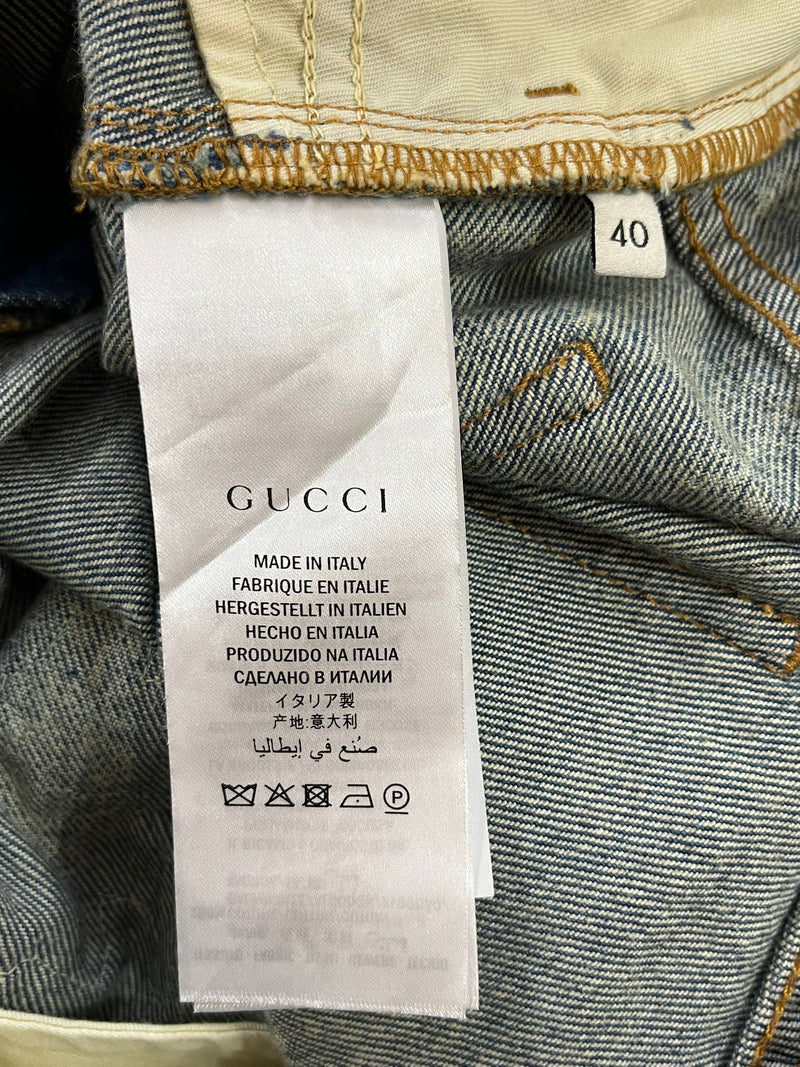 40
GUCCI
MADE IN ITALY
FABRIQUE EN ITALIE
HERGESTELLT IN ITALIEN
HECHO EN ITALIA
PRODUZIDO NA ITALIA
СДЕЛАНО В ИТАЛИИ
イタリア製
产地:意大利
صُنع في إيطاليا
P